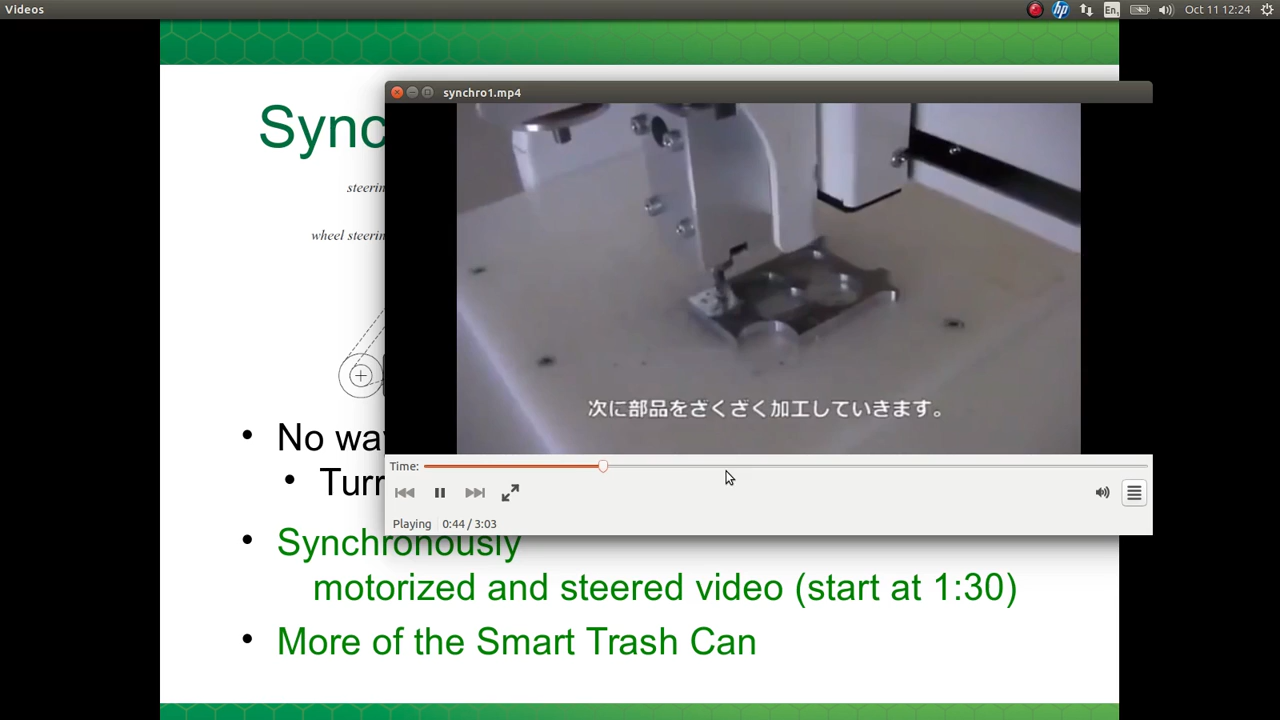 Videos
En
Oct 11 12:24
synchro1.mp4
Sync
steerin
wheel steerin
次に部品をざくざく加工していきます。
No wa
Turr
Time:
Playing 0:44 / 3:03
Synchronously
motorized and steered video (start at 1:30)
More of the Smart Trash Can